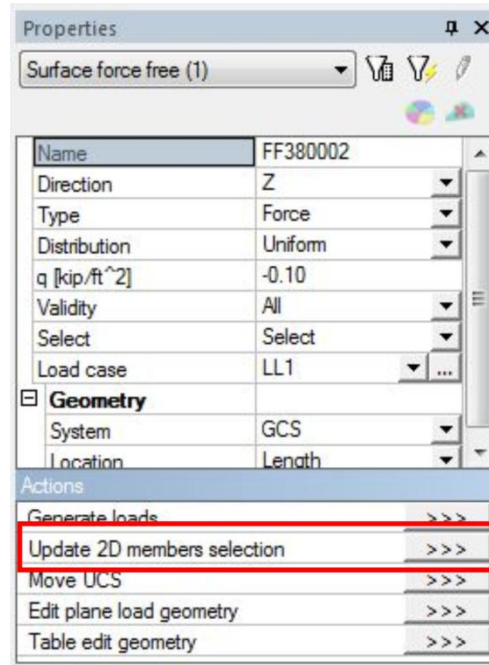 Properties
Surface force free (1)
Name FF380002
Direction Z
Type Force
Distribution Uniform
q [kip/ft^2] -0.10
Validity All
Select Select
Load case LL1 ...
Geometry
System GCS
Location Length
Actions
Generate loads >>>
Update 2D members selection >>>
Move UCS >>>
Edit plane load geometry >>>
Table edit geometry >>>